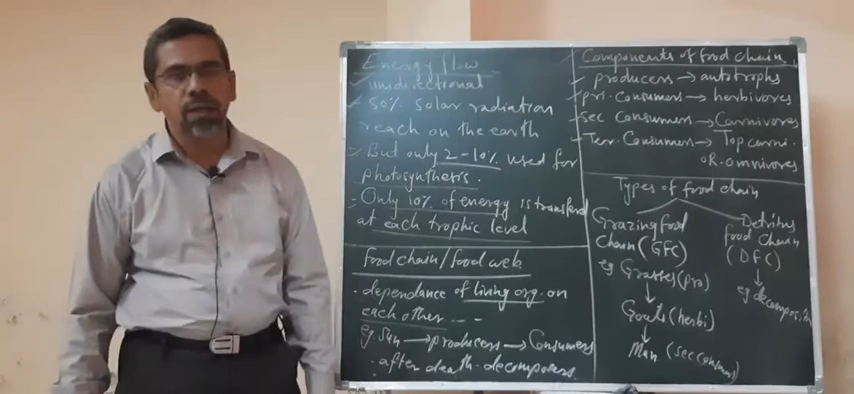 Energy flow
unidirectional
50% solar radiation
reach on the earth
But only 2-10% used for
photosynthesis.
Only 10% of energy is transferd
at each trophic level
food chain/food web
dependance of living org. on
each other - - -
eg. Sun → producers → Consumers
after death - decomposers.
Components of food chain
producers → autotrophs
pri. Consumers → herbivores
sec consumers → Carnivores
Ter. Consumers → Top carni.
OR omnivores
Types of food chain
Grazing food
Chain (GFC)
eg Grasses (pro)
↓
Goats (herbi)
↓
Man (sec consumers)
Detritus
food chain
(DFC)
↓
eg decomposers